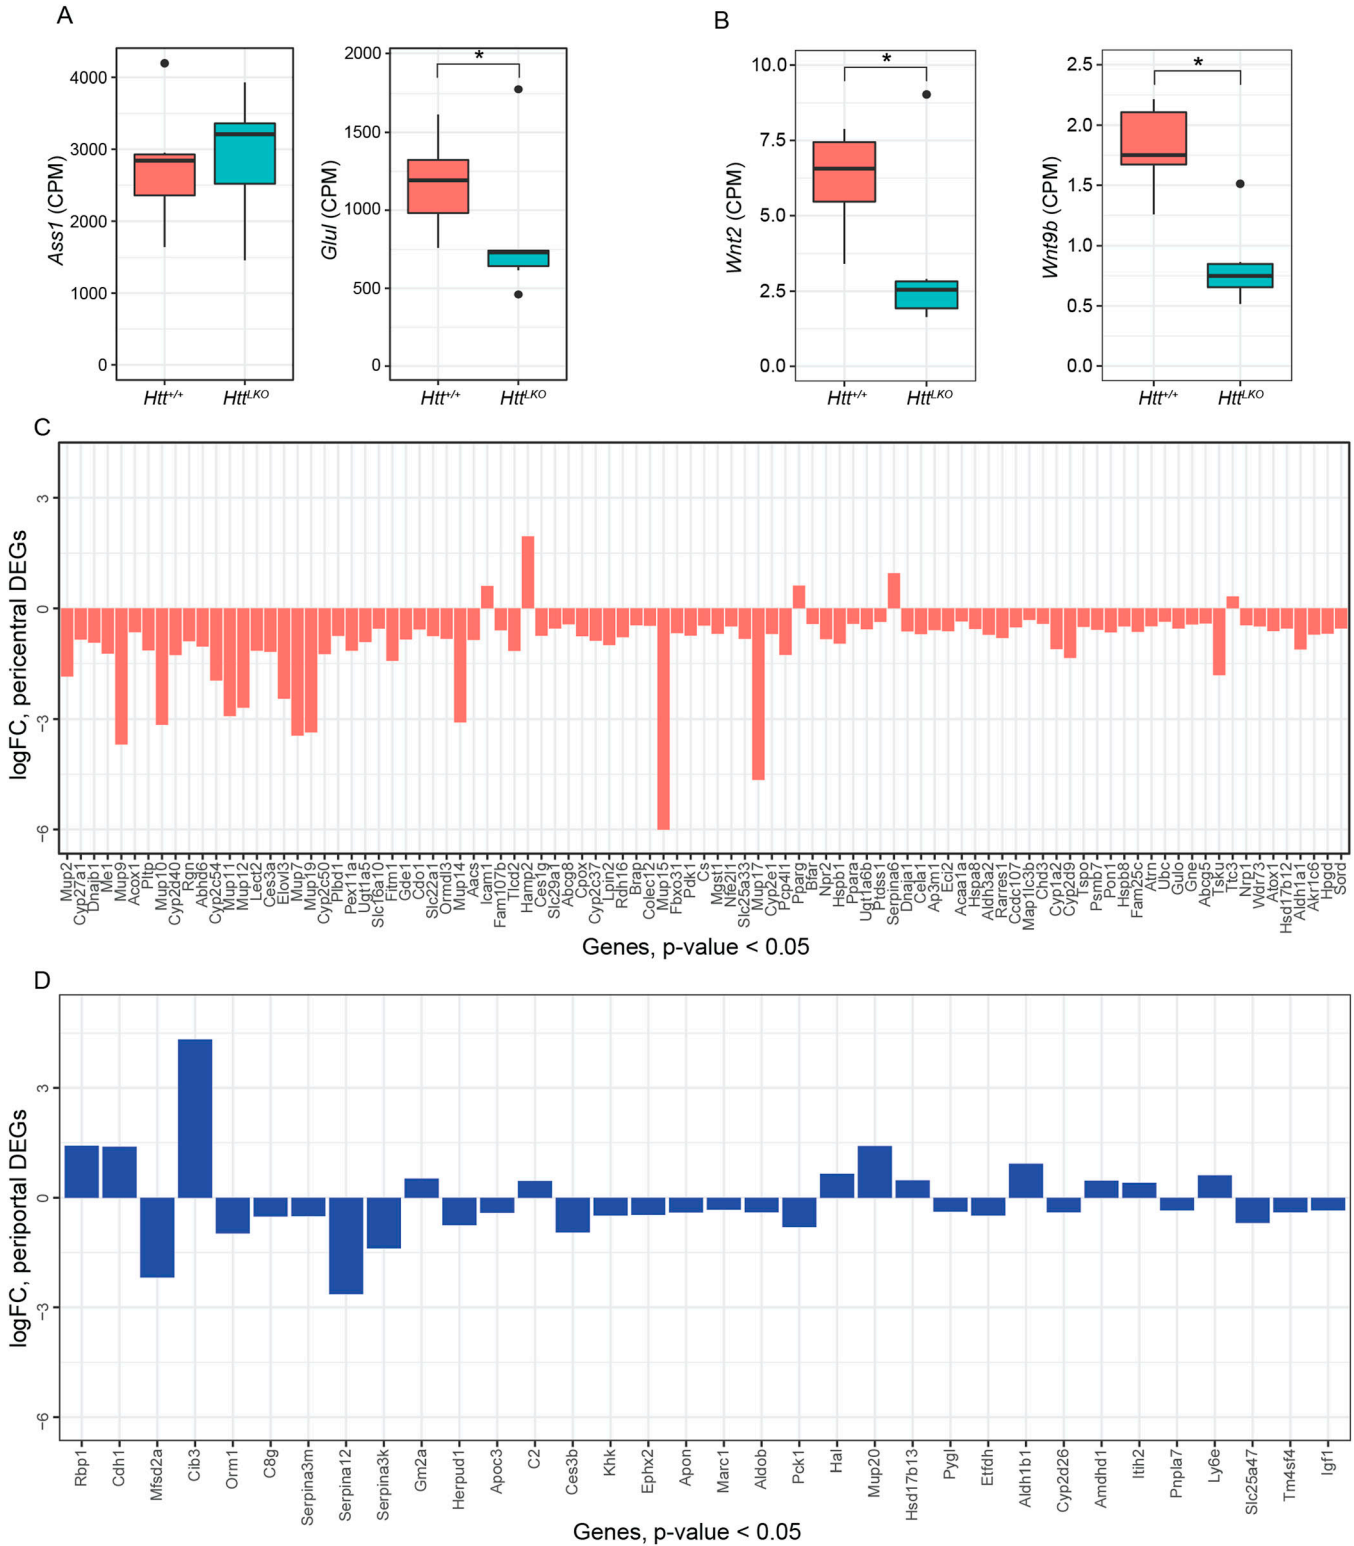 A
B
4000
3000
2000
1000
0
Ass1 (CPM)
Htt+/+
HttLKO
2000
1500
1000
500
0
Glul (CPM)
*
Htt+/+
HttLKO
10.0
7.5
5.0
2.5
0.0
Wnt2 (CPM)
*
Htt+/+
HttLKO
2.5
2.0
1.5
1.0
0.5
0.0
Wnt9b (CPM)
*
Htt+/+
HttLKO
C
logFC, pericentral DEGs
3
0
−3
−6
Mup2
Cyp27a1
Dnajb1
Me1
Mup9
Acox1
Pltp
Mup10
Cyp2d40
Rgn
Abhd6
Cyp2c54
Mup11
Mup12
Lect2
Ces3a
Elovl3
Mup7
Mup19
Cyp2c50
Plbd1
Pex11a
Ugt1a5
Slc16a10
Fitm1
Gde1
Cdo1
Slc22a1
Ormdl3
Mup14
Aacs
Icam1
Fam107b
Tlcd2
Hamp2
Ces1g
Slc29a1
Abcg8
Cpox
Cyp2c37
Lpin2
Rdh16
Brap
Colec12
Mup15
Fbxo31
Pdk1
Cs
Mgst1
Nfe2l1
Slc25a33
Mup17
Cyp2e1
Pcp4l1
Pparg
Bfar
Npr2
Hspb1
Ppara
Ugt1a6b
Ptdss1
Serpina6
Dnaja1
Cela1
Ap3m1
Eci2
Acaa1a
Hspa8
Aldh3a2
Rarres1
Ccdc107
Map1lc3b
Chd3
Cyp1a2
Cyp2d9
Tspo
Psmb7
Pon1
Hspb8
Fam25c
Atrn
Ubc
Gulo
Gne
Abcg5
Tsku
Itc3
Nrp1
Wdr73
Atox1
Hsd17b12
Aldh1a1
Akr1c6
Hpgd
Sord
Genes, p-value < 0.05
D
logFC, periportal DEGs
3
0
−3
−6
Rbp1
Cdh1
Mfsd2a
Cib3
Orm1
C8g
Serpina3m
Serpina12
Serpina3k
Gm2a
Herpud1
Apoc3
C2
Ces3b
Khk
Ephx2
Apon
Marc1
Aldob
Pck1
Hal
Mup20
Hsd17b13
Pygl
Etfdh
Aldh1b1
Cyp2d26
Amdhd1
Itih2
Pnpla7
Ly6e
Slc25a47
Tm4sf4
Igf1
Genes, p-value < 0.05